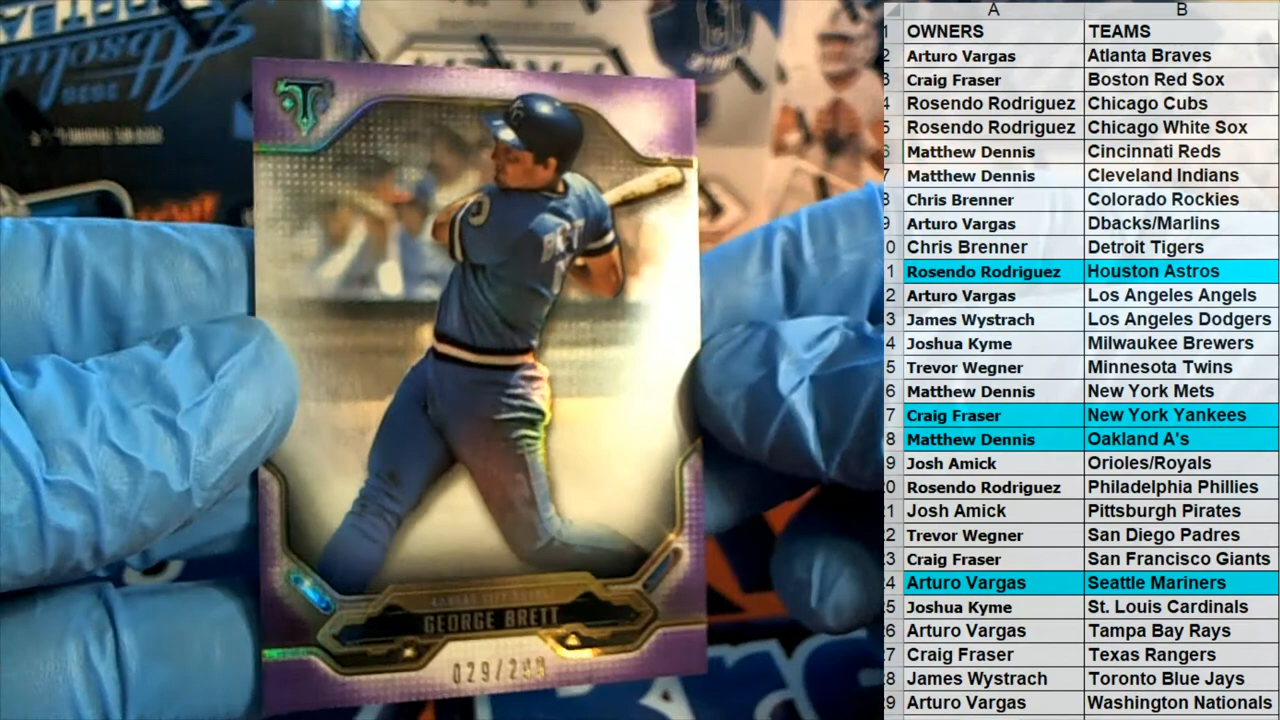 GEORGE BRETT
A B
OWNERS TEAMS
Arturo Vargas Atlanta Braves
Craig Fraser Boston Red Sox
Rosendo Rodriguez Chicago Cubs
Rosendo Rodriguez Chicago White Sox
Matthew Dennis Cincinnati Reds
Matthew Dennis Cleveland Indians
Chris Brenner Colorado Rockies
Arturo Vargas Dbacks/Marlins
Chris Brenner Detroit Tigers
Rosendo Rodriguez Houston Astros
Arturo Vargas Los Angeles Angels
James Wystrach Los Angeles Dodgers
Joshua Kyme Milwaukee Brewers
Trevor Wegner Minnesota Twins
Matthew Dennis New York Mets
Craig Fraser New York Yankees
Matthew Dennis Oakland A's
Josh Amick Orioles/Royals
Rosendo Rodriguez Philadelphia Phillies
Josh Amick Pittsburgh Pirates
Trevor Wegner San Diego Padres
Craig Fraser San Francisco Giants
Arturo Vargas Seattle Mariners
Joshua Kyme St. Louis Cardinals
Arturo Vargas Tampa Bay Rays
Craig Fraser Texas Rangers
James Wystrach Toronto Blue Jays
Arturo Vargas Washington Nationals